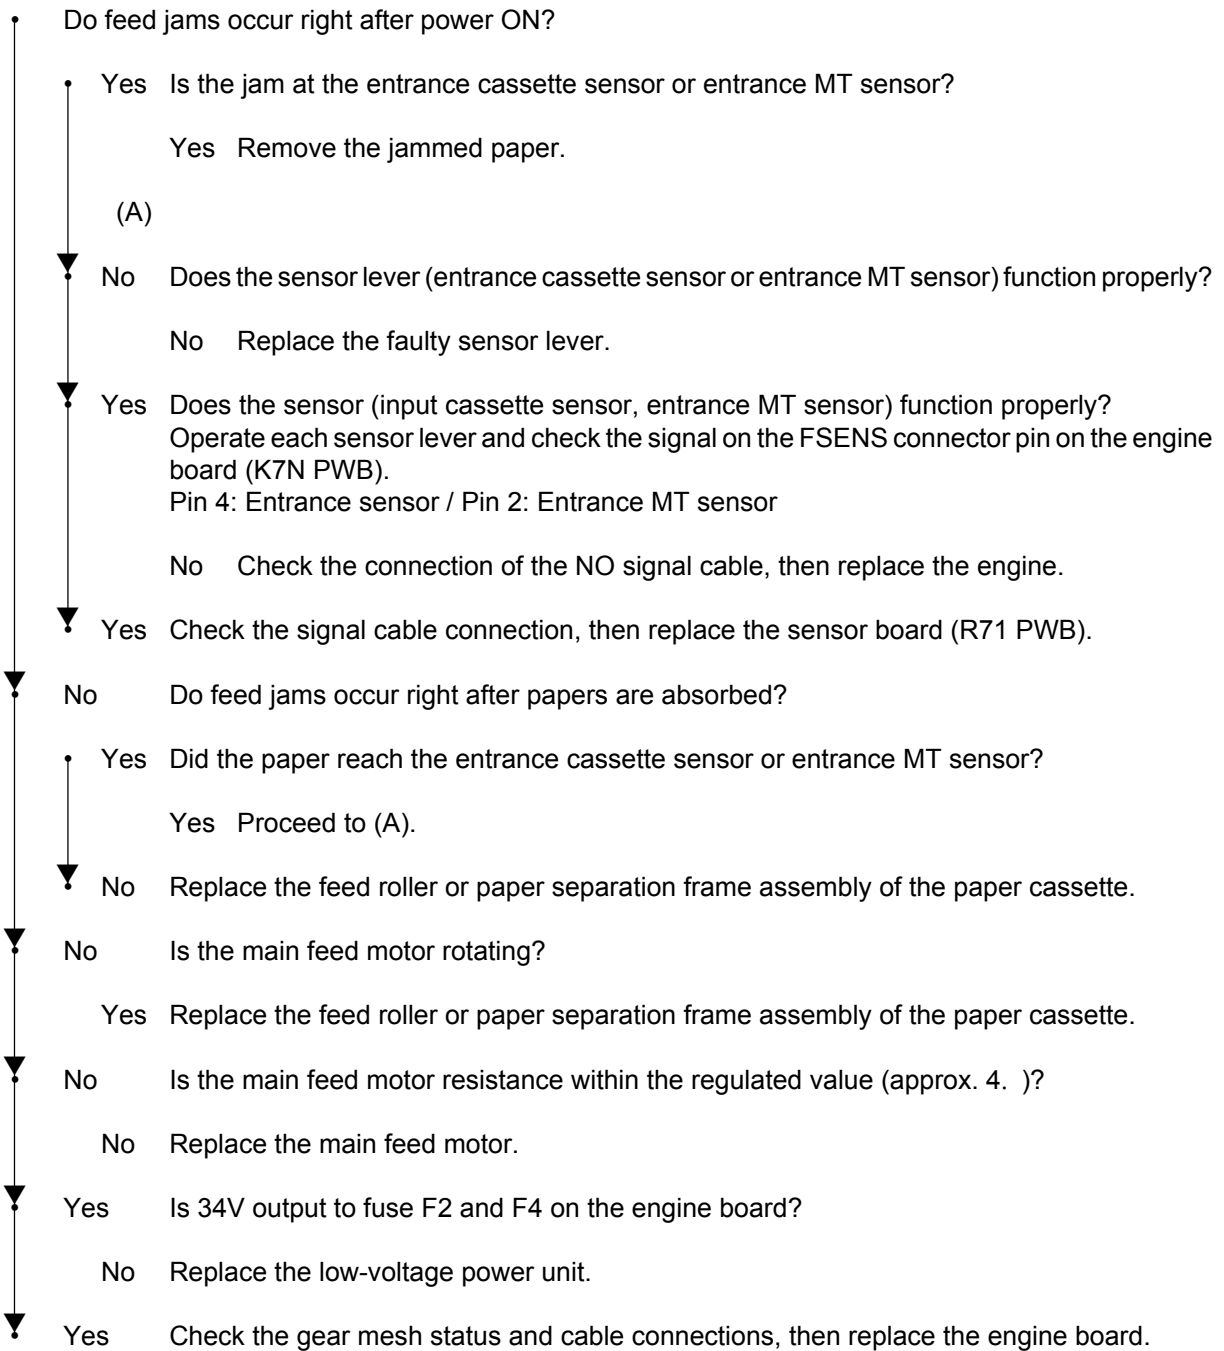 Do feed jams occur right after power ON?
Yes Is the jam at the entrance cassette sensor or entrance MT sensor?
Yes Remove the jammed paper.
(A)
No Does the sensor lever (entrance cassette sensor or entrance MT sensor) function properly?
No Replace the faulty sensor lever.
Yes Does the sensor (input cassette sensor, entrance MT sensor) function properly?
Operate each sensor lever and check the signal on the FSENS connector pin on the engine
board (K7N PWB).
Pin 4: Entrance sensor / Pin 2: Entrance MT sensor
No Check the connection of the NO signal cable, then replace the engine.
Yes Check the signal cable connection, then replace the sensor board (R71 PWB).
No Do feed jams occur right after papers are absorbed?
Yes Did the paper reach the entrance cassette sensor or entrance MT sensor?
Yes Proceed to (A).
No Replace the feed roller or paper separation frame assembly of the paper cassette.
No Is the main feed motor rotating?
Yes Replace the feed roller or paper separation frame assembly of the paper cassette.
No Is the main feed motor resistance within the regulated value (approx. 4. )?
No Replace the main feed motor.
Yes Is 34V output to fuse F2 and F4 on the engine board?
No Replace the low-voltage power unit.
Yes Check the gear mesh status and cable connections, then replace the engine board.